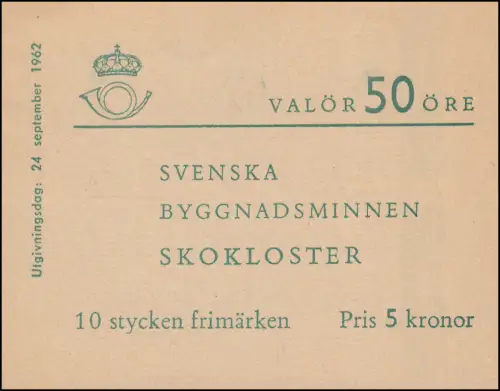 Utgivningsdag: 24 september 1962
VALÖR 50 ÖRE
SVENSKA
BYGGNADSMINNEN
SKOKLOSTER
10 stycken frimärken Pris 5 kronor